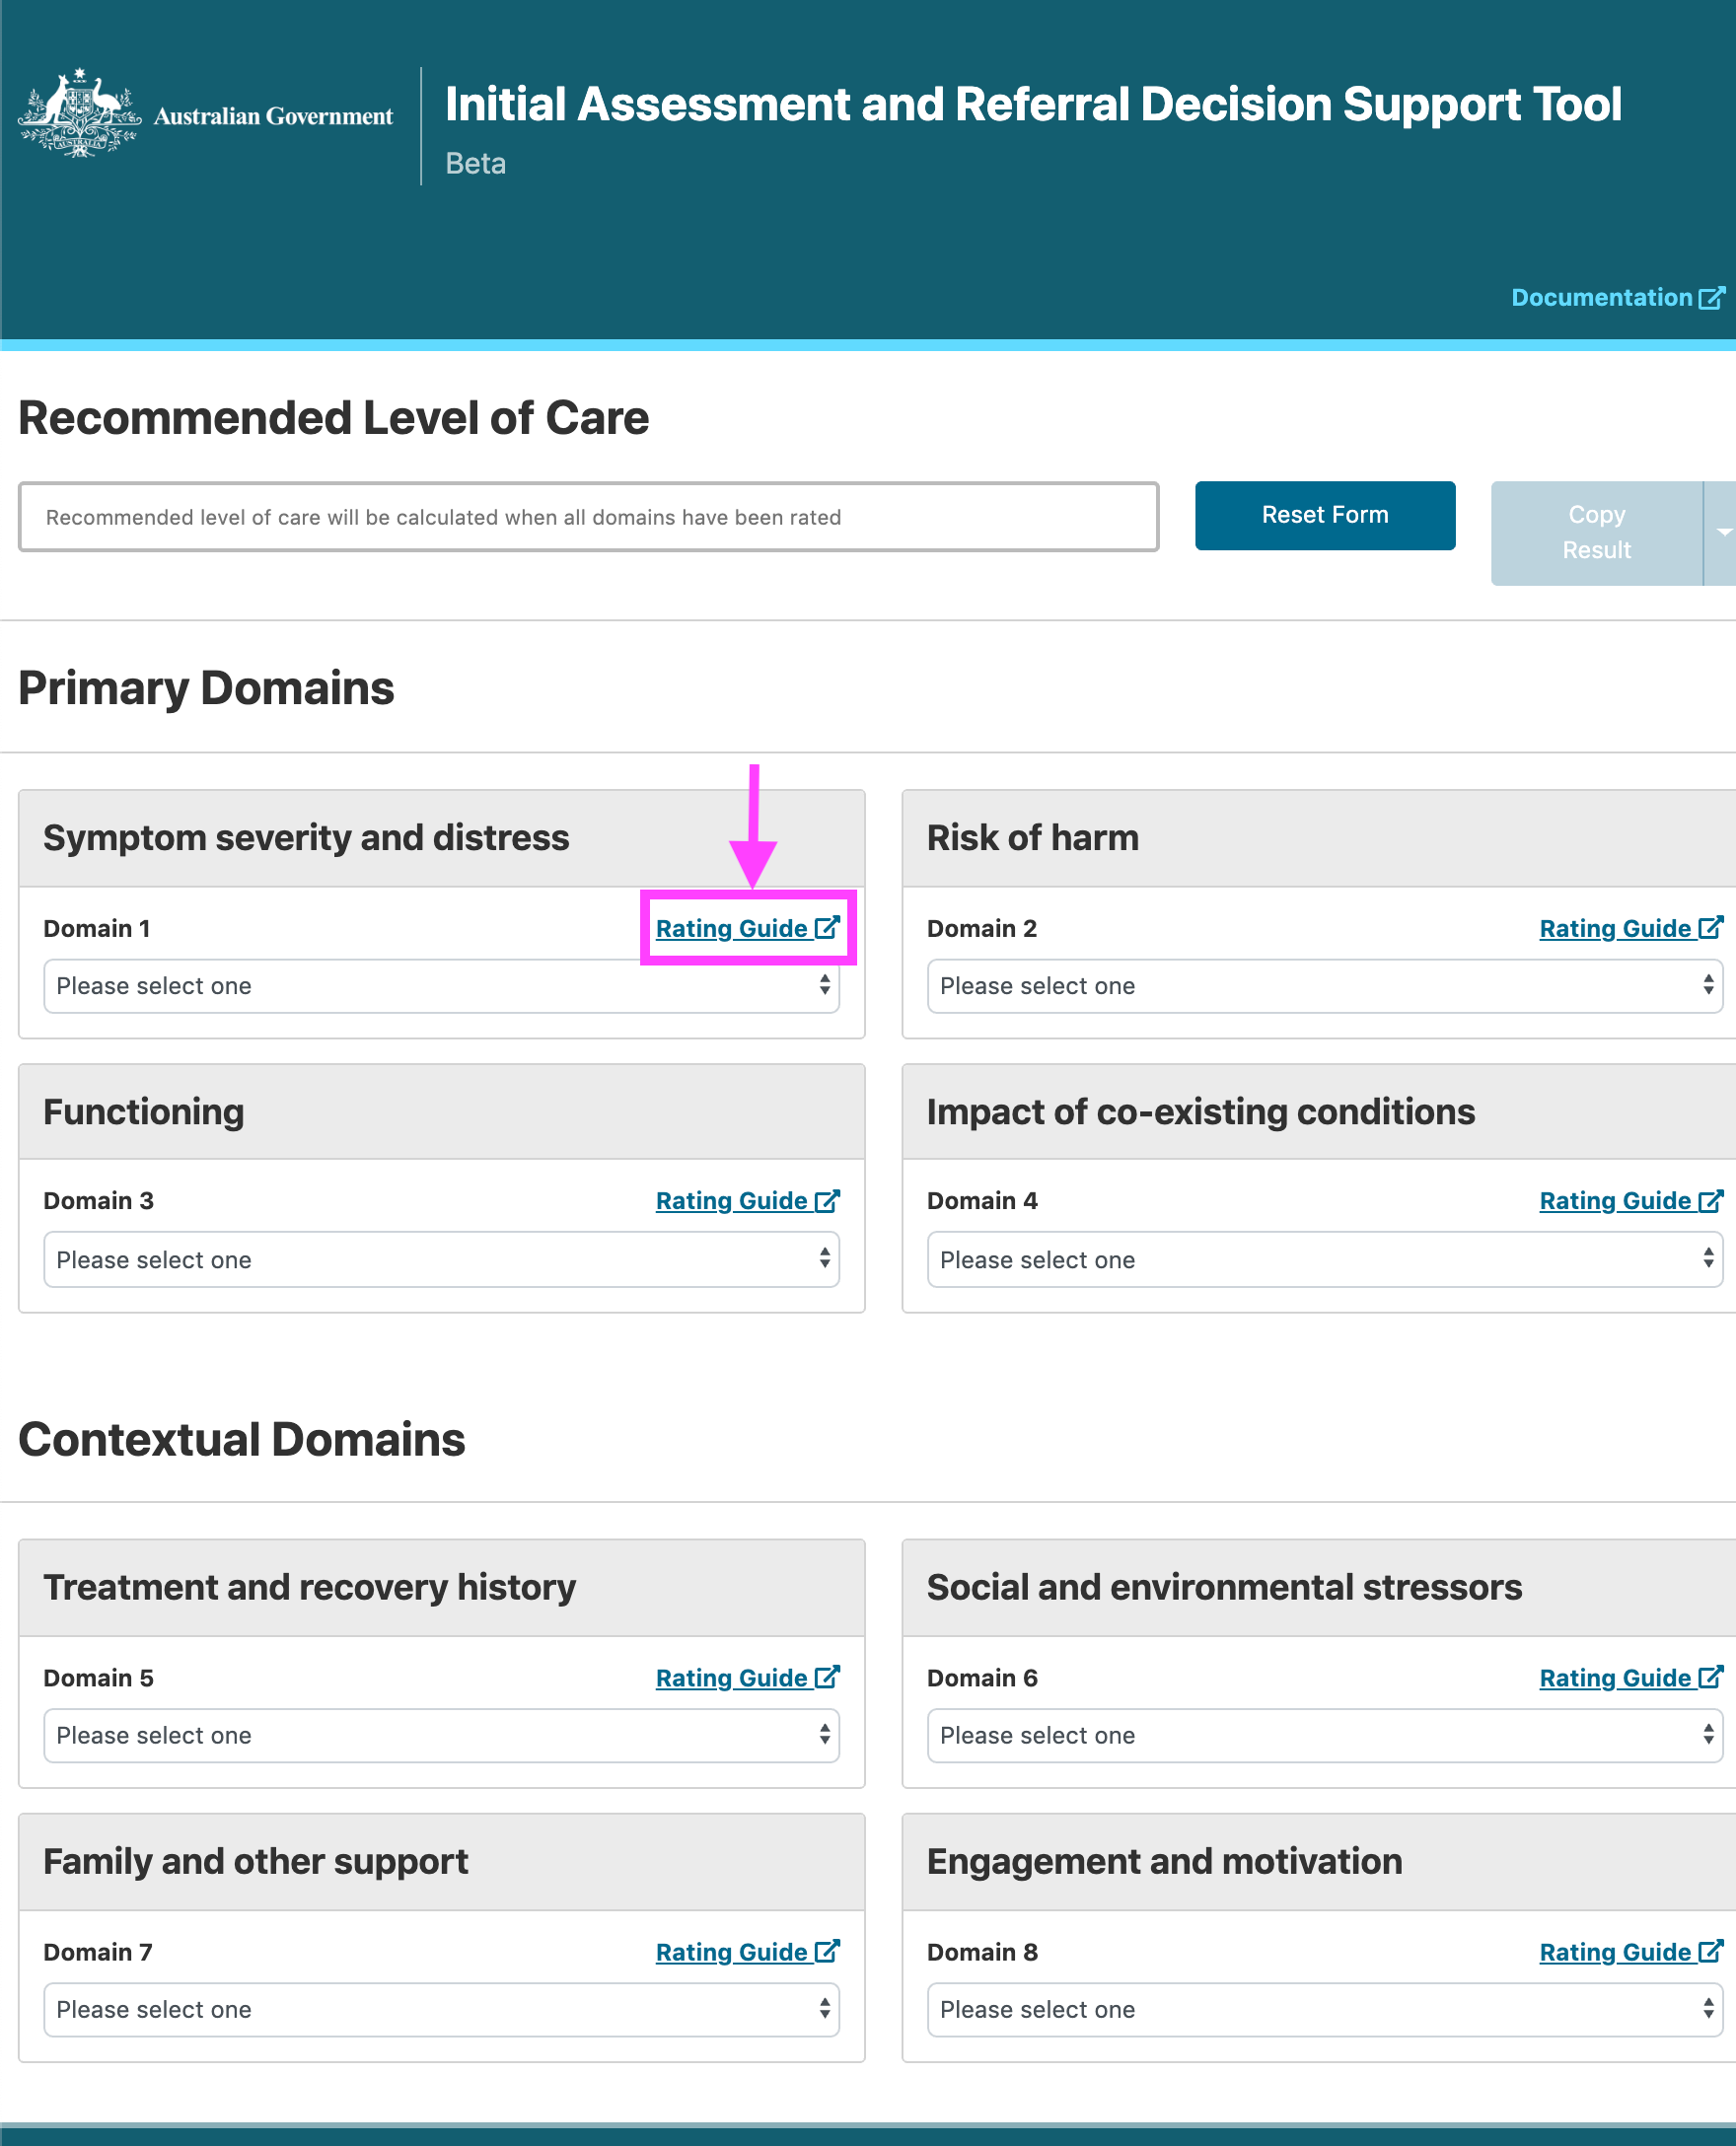 Australian Government
Initial Assessment and Referral Decision Support Tool
Beta
Documentation
Recommended Level of Care
Recommended level of care will be calculated when all domains have been rated
Reset Form
Copy
Result
Primary Domains
Symptom severity and distress
Domain 1
Rating Guide
Please select one
Risk of harm
Domain 2
Rating Guide
Please select one
Functioning
Domain 3
Rating Guide
Please select one
Impact of co-existing conditions
Domain 4
Rating Guide
Please select one
Contextual Domains
Treatment and recovery history
Domain 5
Rating Guide
Please select one
Social and environmental stressors
Domain 6
Rating Guide
Please select one
Family and other support
Domain 7
Rating Guide
Please select one
Engagement and motivation
Domain 8
Rating Guide
Please select one